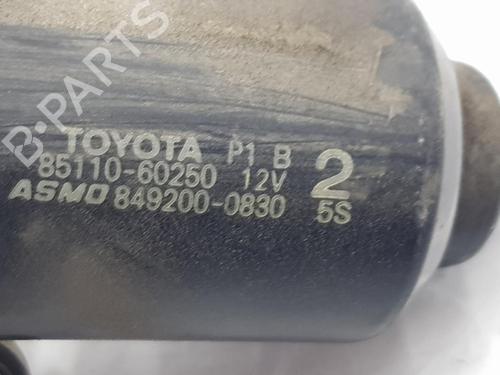 B-PARTS
TOYOTA P1 B 2
85110-60250 12V
ASMO 849200-0830 5S